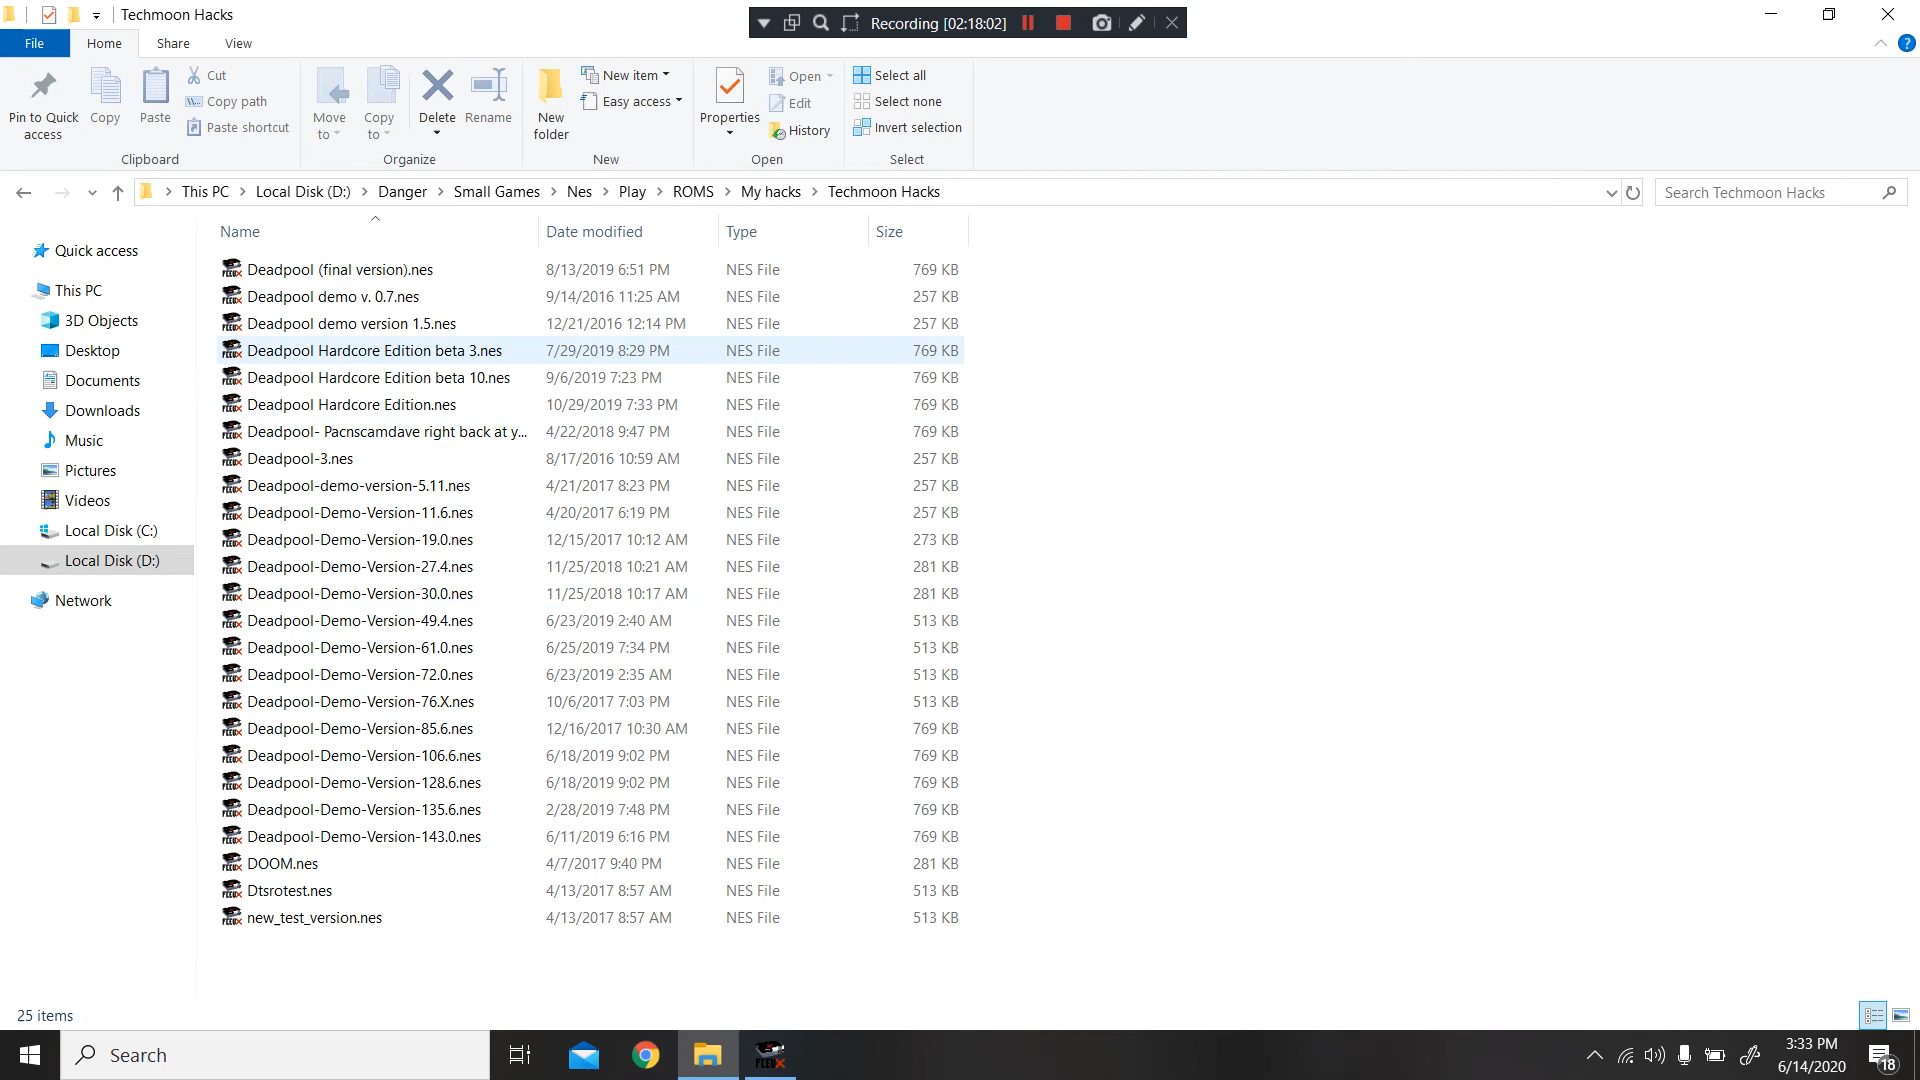 Techmoon Hacks
Recording [02:18:02]
File
Home
Share
View
Pin to Quick access
Copy
Paste
Cut
Copy path
Paste shortcut
Clipboard
Move to
Copy to
Delete
Rename
Organize
New folder
New item
Easy access
New
Properties
Open
Edit
History
Open
Select all
Select none
Invert selection
Select
This PC > Local Disk (D:) > Danger > Small Games > Nes > Play > ROMS > My hacks > Techmoon Hacks
Search Techmoon Hacks
Quick access
This PC
3D Objects
Desktop
Documents
Downloads
Music
Pictures
Videos
Local Disk (C:)
Local Disk (D:)
Network
Name Date modified Type Size
Deadpool (final version).nes 8/13/2019 6:51 PM NES File 769 KB
Deadpool demo v. 0.7.nes 9/14/2016 11:25 AM NES File 257 KB
Deadpool demo version 1.5.nes 12/21/2016 12:14 PM NES File 257 KB
Deadpool Hardcore Edition beta 3.nes 7/29/2019 8:29 PM NES File 769 KB
Deadpool Hardcore Edition beta 10.nes 9/6/2019 7:23 PM NES File 769 KB
Deadpool Hardcore Edition.nes 10/29/2019 7:33 PM NES File 769 KB
Deadpool- Pacnscamdave right back at y... 4/22/2018 9:47 PM NES File 769 KB
Deadpool-3.nes 8/17/2016 10:59 AM NES File 257 KB
Deadpool-demo-version-5.11.nes 4/21/2017 8:23 PM NES File 257 KB
Deadpool-Demo-Version-11.6.nes 4/20/2017 6:19 PM NES File 257 KB
Deadpool-Demo-Version-19.0.nes 12/15/2017 10:12 AM NES File 273 KB
Deadpool-Demo-Version-27.4.nes 11/25/2018 10:21 AM NES File 281 KB
Deadpool-Demo-Version-30.0.nes 11/25/2018 10:17 AM NES File 281 KB
Deadpool-Demo-Version-49.4.nes 6/23/2019 2:40 AM NES File 513 KB
Deadpool-Demo-Version-61.0.nes 6/25/2019 7:34 PM NES File 513 KB
Deadpool-Demo-Version-72.0.nes 6/23/2019 2:35 AM NES File 513 KB
Deadpool-Demo-Version-76.X.nes 10/6/2017 7:03 PM NES File 513 KB
Deadpool-Demo-Version-85.6.nes 12/16/2017 10:30 AM NES File 769 KB
Deadpool-Demo-Version-106.6.nes 6/18/2019 9:02 PM NES File 769 KB
Deadpool-Demo-Version-128.6.nes 6/18/2019 9:02 PM NES File 769 KB
Deadpool-Demo-Version-135.6.nes 2/28/2019 7:48 PM NES File 769 KB
Deadpool-Demo-Version-143.0.nes 6/11/2019 6:16 PM NES File 769 KB
DOOM.nes 4/7/2017 9:40 PM NES File 281 KB
Dtsrotest.nes 4/13/2017 8:57 AM NES File 513 KB
new_test_version.nes 4/13/2017 8:57 AM NES File 513 KB
25 items
Search
FCEUX
3:33 PM
6/14/2020
18